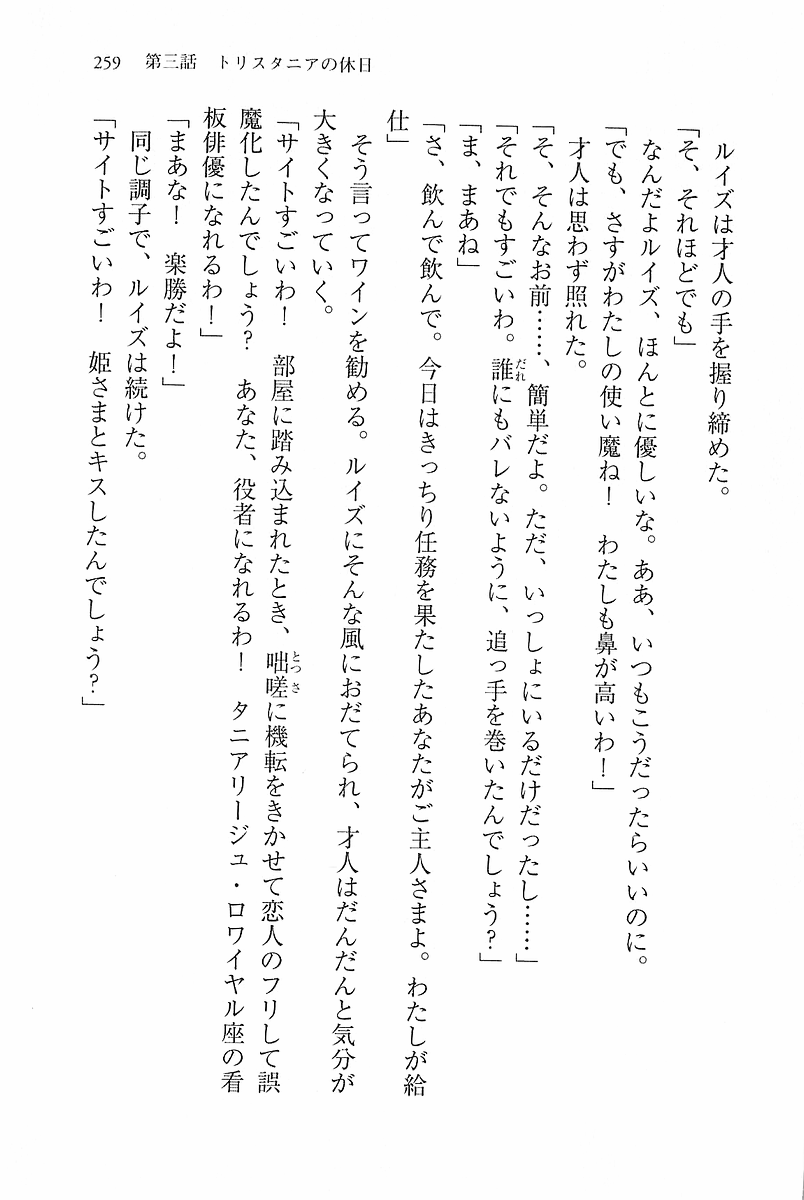 259　第三話　トリスタニアの休日
　ルイズは才人の手を握り締めた。
「そ、それほどでも」
　なんだよルイズ、ほんとに優しいな。ああ、いつもこうだったらいいのに。
「でも、さすがわたしの使い魔ね！　わたしも鼻が高いわ！」
　才人は思わず照れた。
「そ、そんなお前……、簡単だよ。ただ、いっしょにいるだけだったし……」
「それでもすごいわ。誰にもバレないように、追っ手を巻いたんでしょう？」
「ま、まあね」
「さ、飲んで飲んで。今日はきっちり任務を果たしたあなたがご主人さまよ。わたしが給
仕」
　そう言ってワインを勧める。ルイズにそんな風におだてられ、才人はだんだんと気分が
大きくなっていく。
「サイトすごいわ！　部屋に踏み込まれたとき、咄嗟に機転をきかせて恋人のフリして誤
魔化したんでしょう？　あなた、役者になれるわ！　タニアリージュ・ロワイヤル座の看
板俳優になれるわ！」
「まあな！　楽勝だよ！」
　同じ調子で、ルイズは続けた。
「サイトすごいわ！　姫さまとキスしたんでしょう？」